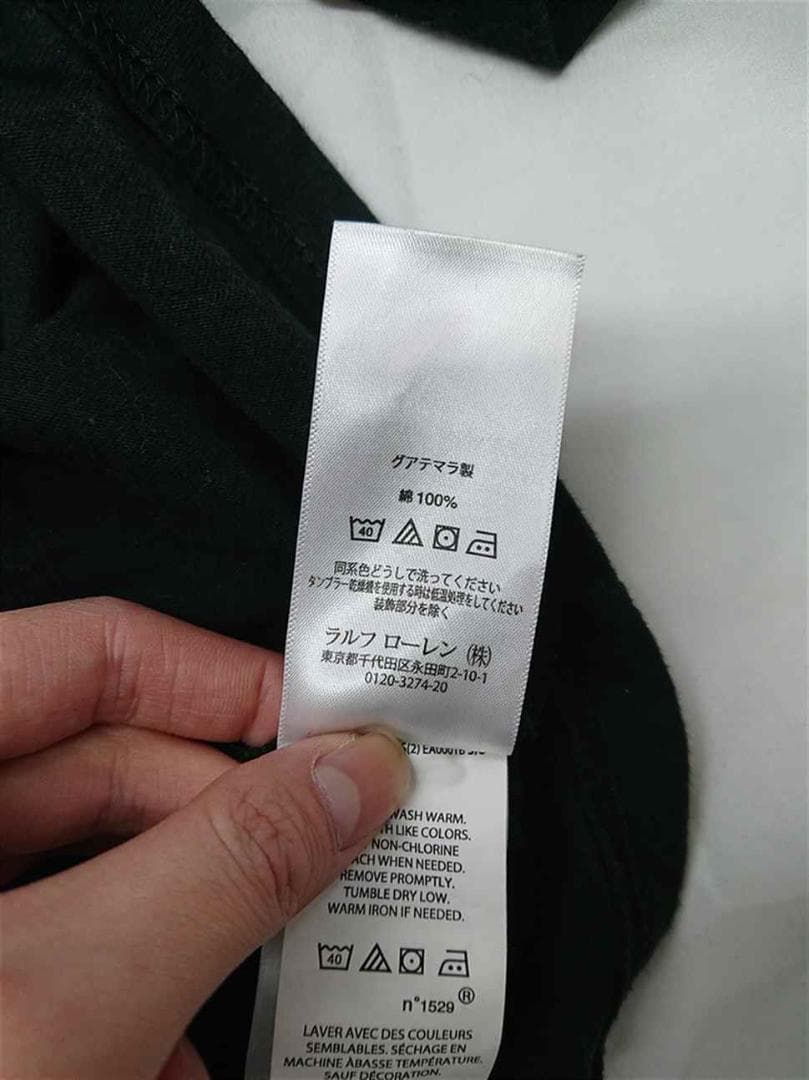 グアテマラ製
綿 100%
40
同系色どうしで洗ってください
タンブラー乾燥機を使用する時は低温処理をしてください
装飾部分を除く
ラルフ ローレン (株)
東京都千代田区永田町2-10-1
0120-3274-20
(2)
WASH WARM.
LIKE COLORS.
NON-CHLORINE
WHEN NEEDED.
REMOVE PROMPTLY.
TUMBLE DRY LOW.
WARM IRON IF NEEDED.
40
n°1529 ®
LAVER AVEC DES COULEURS
SEMBLABLES. SÉCHAGE EN
MACHINE ÀBASSE TEMPÉRATURE.
SAUF DÉCORATION.